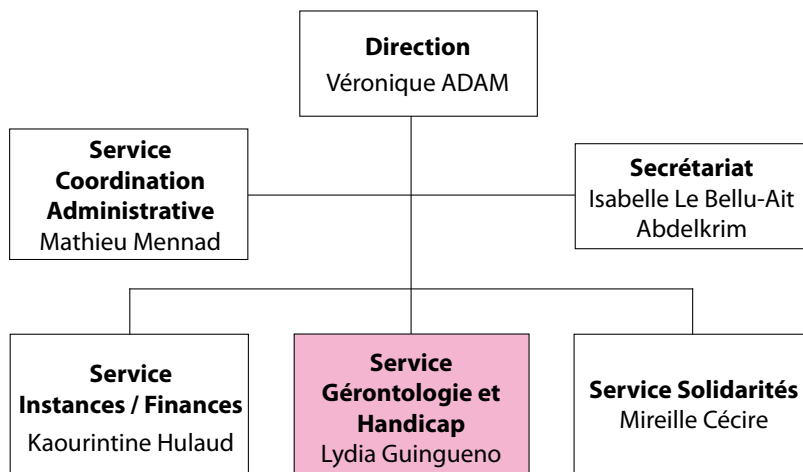 Direction
Véronique ADAM
Service
Coordination
Administrative
Mathieu Mennad
Secrétariat
Isabelle Le Bellu-Ait
Abdelkrim
Service
Instances / Finances
Kaourintine Hulaud
Service
Gérontologie et
Handicap
Lydia Guingueno
Service Solidarités
Mireille Cécire